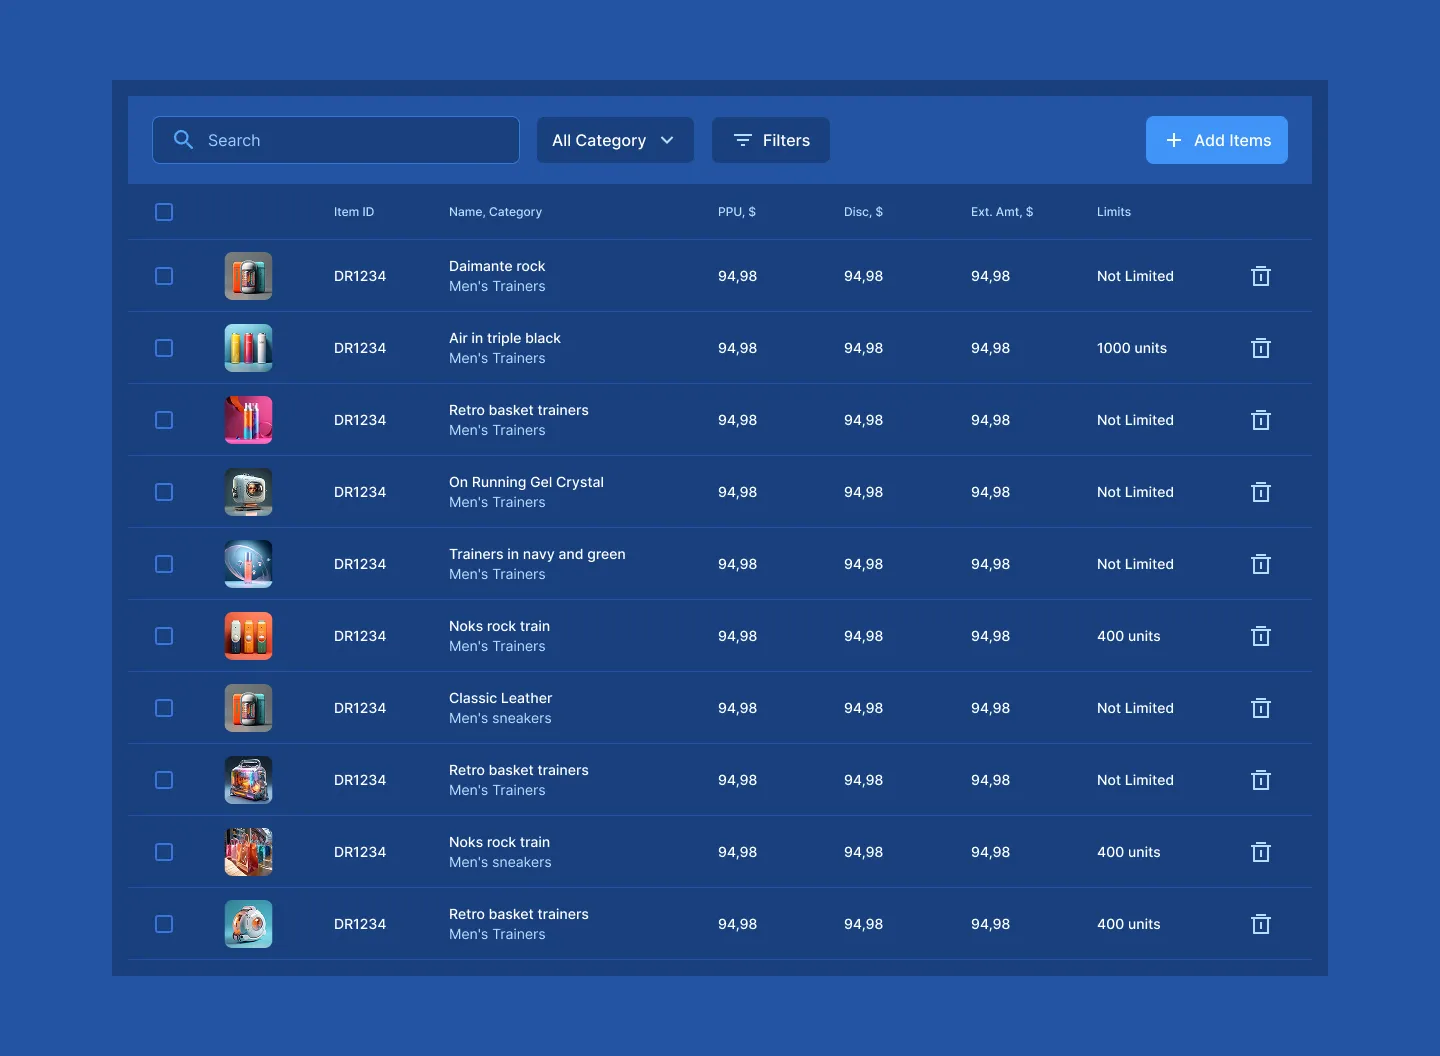 Search
All Category
Filters
Add Items
Item ID Name, Category PPU, $ Disc, $ Ext. Amt, $ Limits
Daimante rock
DR1234 94,98 94,98 94,98 Not Limited
Men's Trainers
Air in triple black
DR1234 94,98 94,98 94,98 1000 units
Men's Trainers
Retro basket trainers
DR1234 94,98 94,98 94,98 Not Limited
Men's Trainers
On Running Gel Crystal
DR1234 94,98 94,98 94,98 Not Limited
Men's Trainers
Trainers in navy and green
DR1234 94,98 94,98 94,98 Not Limited
Men's Trainers
Noks rock train
DR1234 94,98 94,98 94,98 400 units
Men's Trainers
Classic Leather
DR1234 94,98 94,98 94,98 Not Limited
Men's sneakers
Retro basket trainers
DR1234 94,98 94,98 94,98 Not Limited
Men's Trainers
Noks rock train
DR1234 94,98 94,98 94,98 400 units
Men's sneakers
Retro basket trainers
DR1234 94,98 94,98 94,98 400 units
Men's Trainers